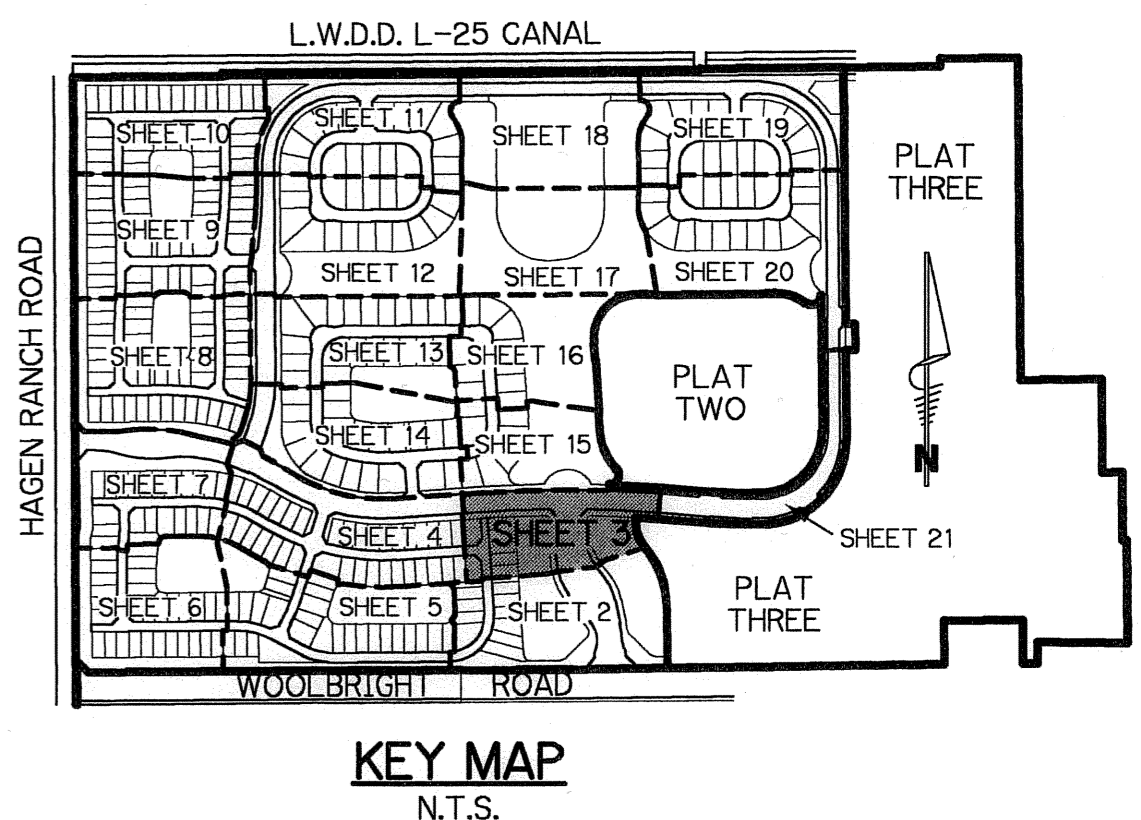 L.W.D.D. L-25 CANAL
HAGEN RANCH ROAD
SHEET 10
SHEET 11
SHEET 18
SHEET 19
PLAT
THREE
SHEET 9
SHEET 12
SHEET 17
SHEET 20
SHEET 8
SHEET 13
SHEET 16
PLAT
TWO
SHEET 14
SHEET 15
N
SHEET 7
SHEET 4
SHEET 3
SHEET 21
SHEET 6
SHEET 5
SHEET 2
PLAT
THREE
WOOLBRIGHT ROAD
KEY MAP
N.T.S.